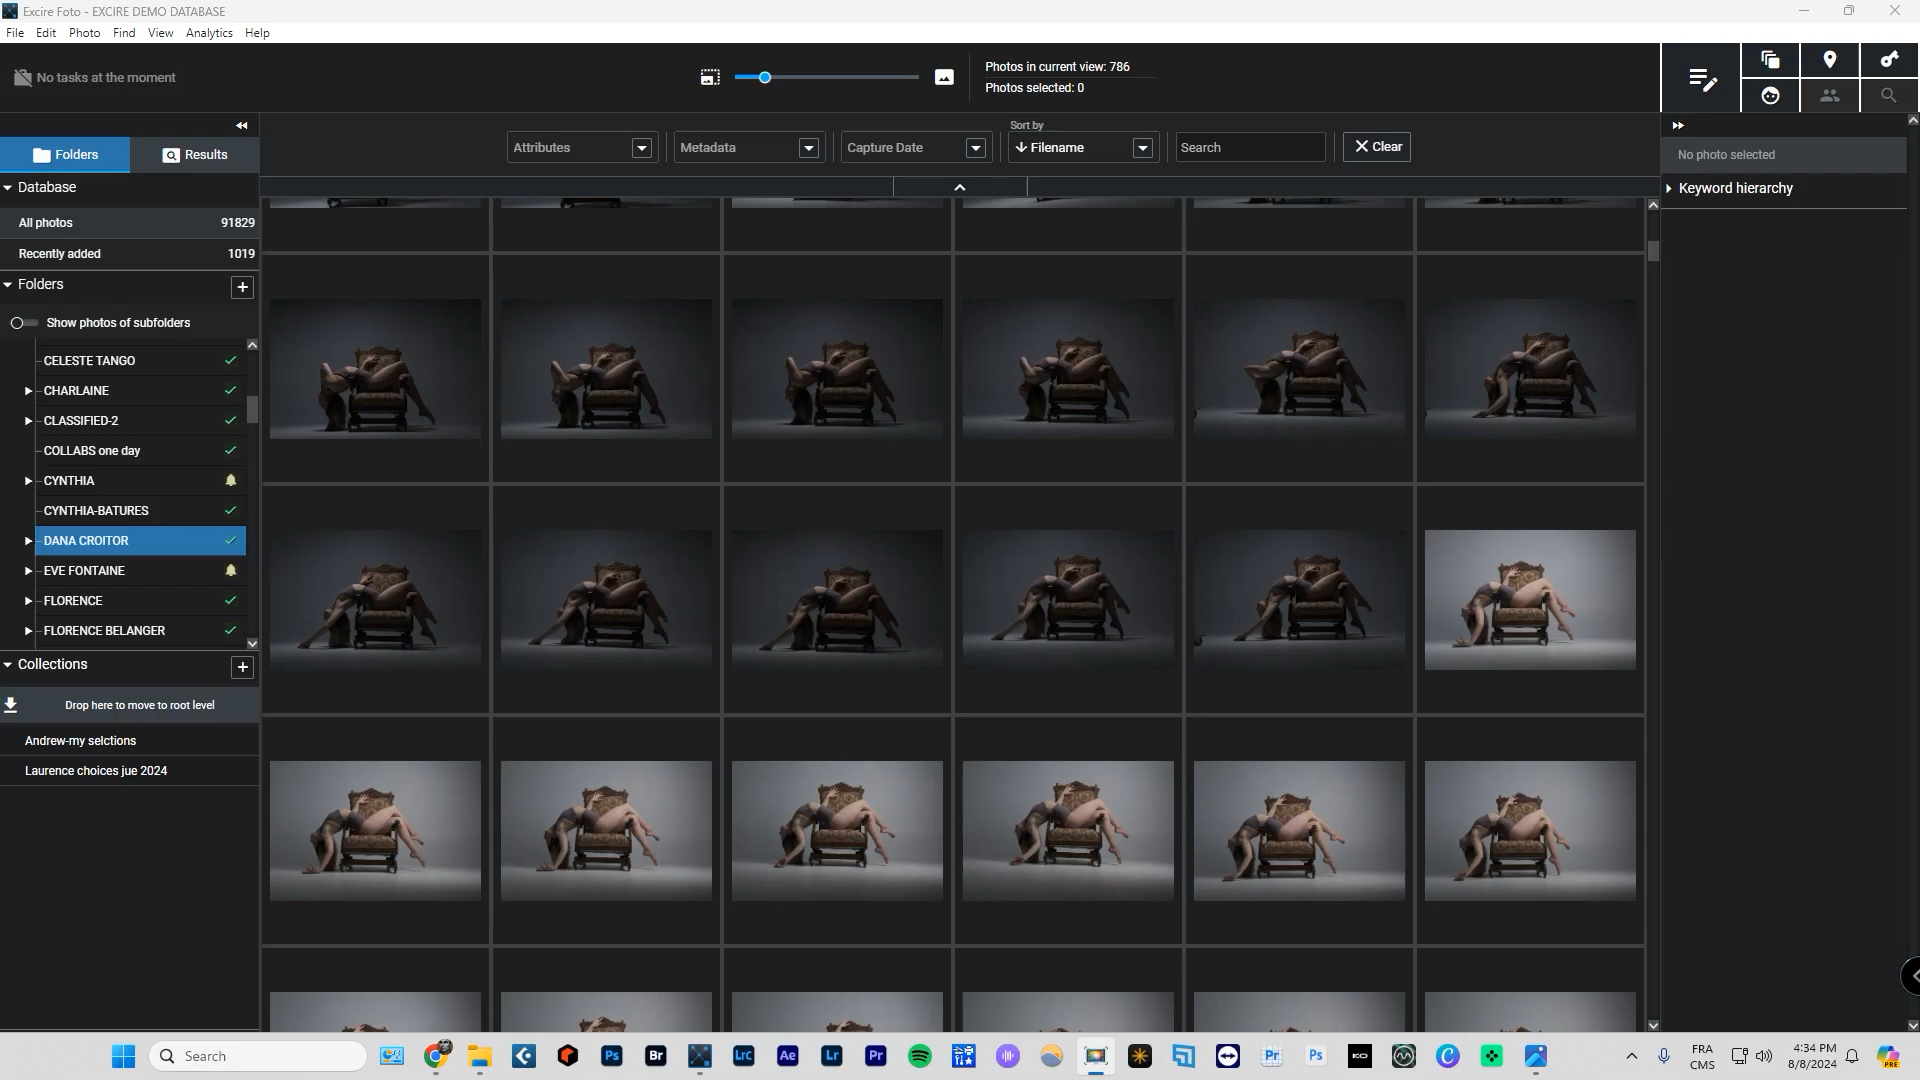 Excire Foto - EXCIRE DEMO DATABASE
File Edit Photo Find View Analytics Help
No tasks at the moment
Photos in current view: 786
Photos selected: 0
Folders
Results
Attributes
Metadata
Capture Date
Sort by
Filename
Search
Clear
No photo selected
Keyword hierarchy
Database
All photos 91829
Recently added 1019
Folders
Show photos of subfolders
CELESTE TANGO
CHARLAINE
CLASSIFIED-2
COLLABS one day
CYNTHIA
CYNTHIA-BATURES
DANA CROITOR
EVE FONTAINE
FLORENCE
FLORENCE BELANGER
Collections
Drop here to move to root level
Andrew-my selctions
Laurence choices jue 2024
Search
Ps
Br
LrC
Ae
Lr
Pr
Pr
Ps
FRA
CMS
4:34 PM
8/8/2024
PRE